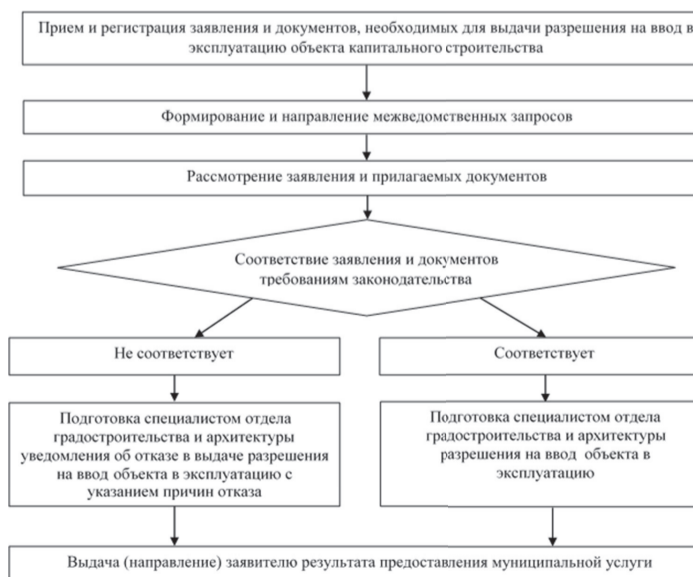 Прием и регистрация заявления и документов, необходимых для выдачи разрешения на ввод в
эксплуатацию объекта капитального строительства
Формирование и направление межведомственных запросов
Рассмотрение заявления и прилагаемых документов
Соответствие заявления и документов
требованиям законодательства
Не соответствует
Соответствует
Подготовка специалистом отдела
градостроительства и архитектуры
уведомления об отказе в выдаче разрешения
на ввод объекта в эксплуатацию с
указанием причин отказа
Подготовка специалистом отдела
градостроительства и архитектуры
разрешения на ввод объекта в
эксплуатацию
Выдача (направление) заявителю результата предоставления муниципальной услуги